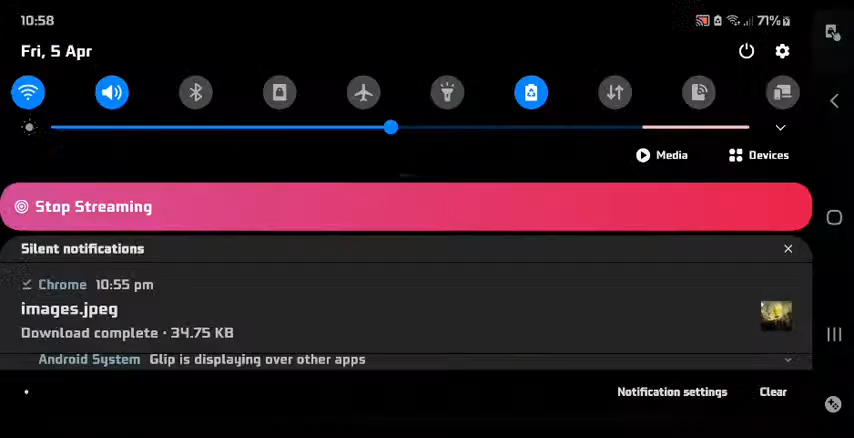 10:58
71%
Fri, 5 Apr
Media
Devices
Stop Streaming
Silent notifications
Chrome 10:55 pm
images.jpeg
Download complete · 34.75 KB
Android System Glip is displaying over other apps
Notification settings
Clear